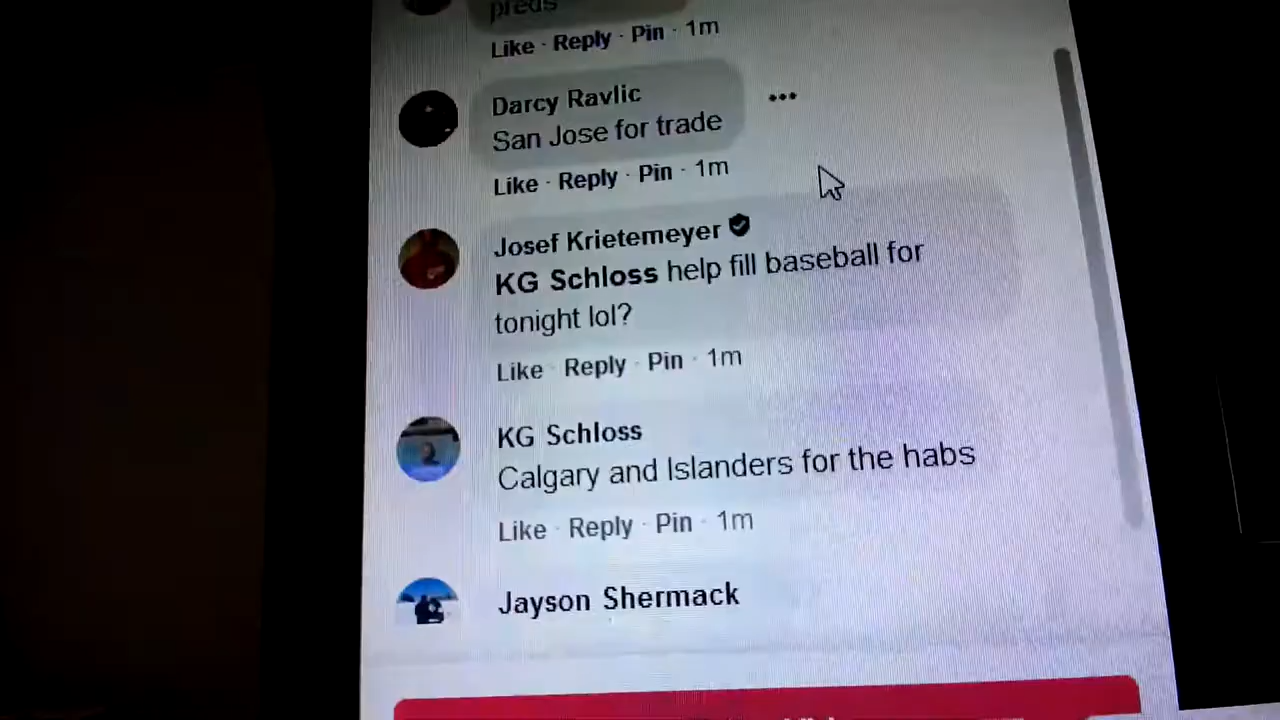 preds
Like · Reply · Pin · 1m
Darcy Ravlic
San Jose for trade
Like · Reply · Pin · 1m
Josef Krietemeyer
KG Schloss help fill baseball for
tonight lol?
Like · Reply · Pin · 1m
KG Schloss
Calgary and Islanders for the habs
Like · Reply · Pin · 1m
Jayson Shermack